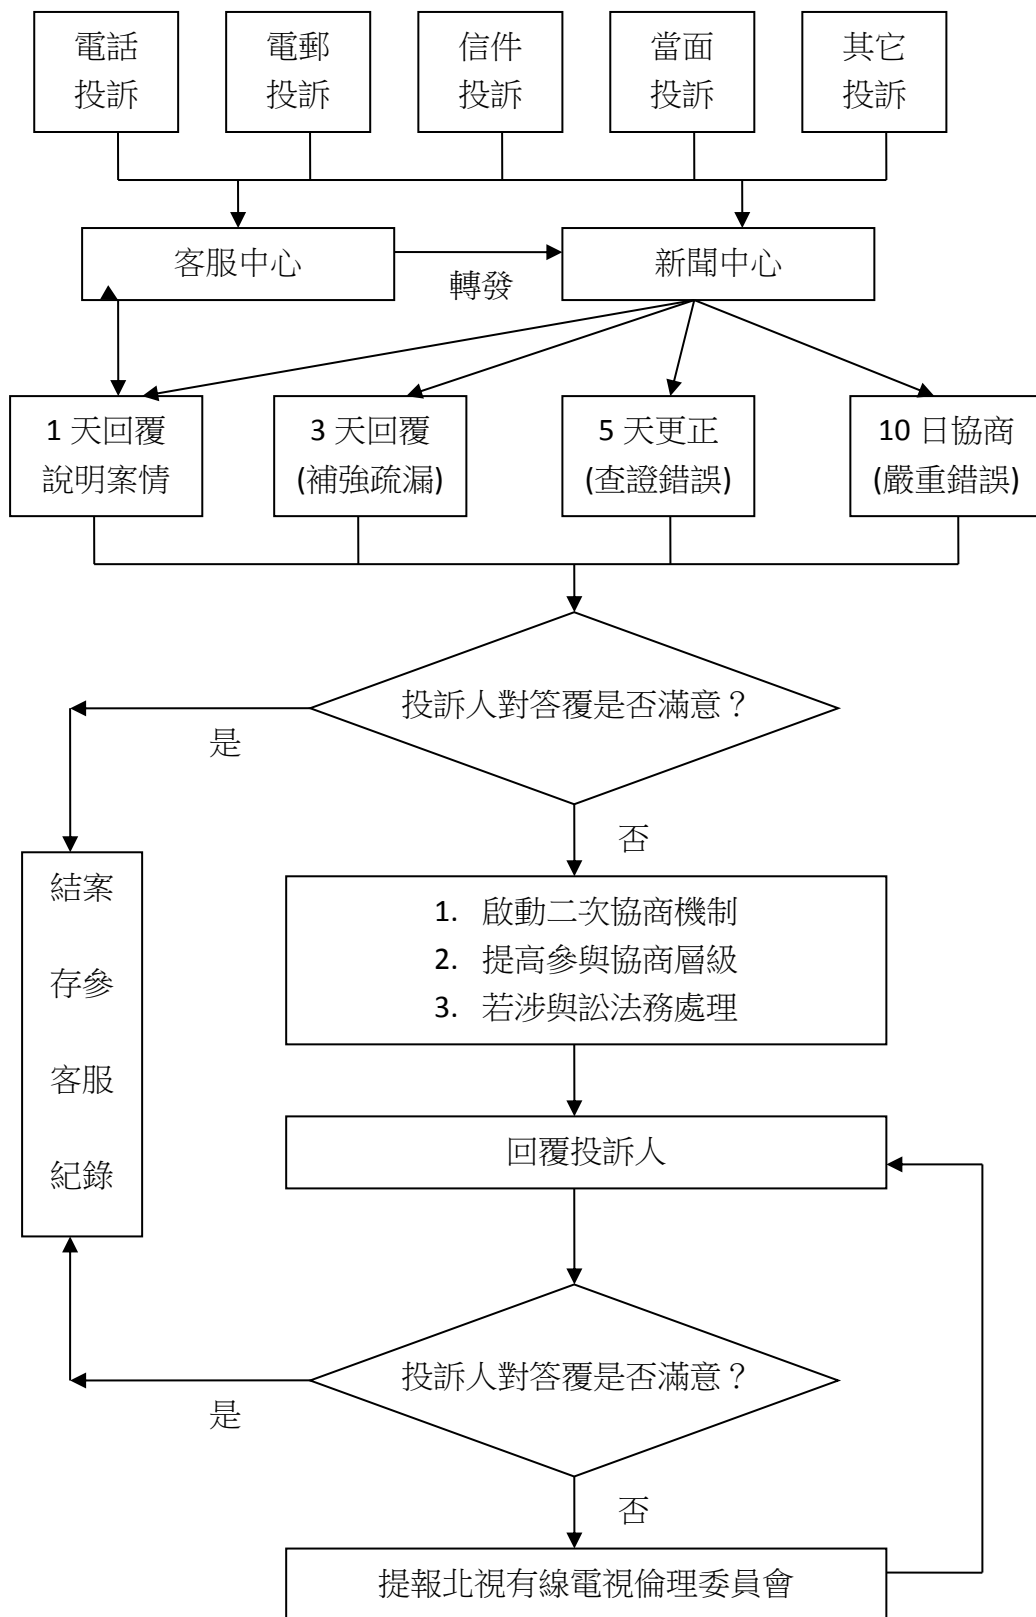 電話
投訴
電郵
投訴
信件
投訴
當面
投訴
其它
投訴
客服中心
轉發
新聞中心
1 天回覆
說明案情
3 天回覆
(補強疏漏)
5 天更正
(查證錯誤)
10 日協商
(嚴重錯誤)
投訴人對答覆是否滿意？
是
否
結案
存參
客服
紀錄
1. 啟動二次協商機制
2. 提高參與協商層級
3. 若涉與訟法務處理
回覆投訴人
投訴人對答覆是否滿意？
是
否
提報北視有線電視倫理委員會